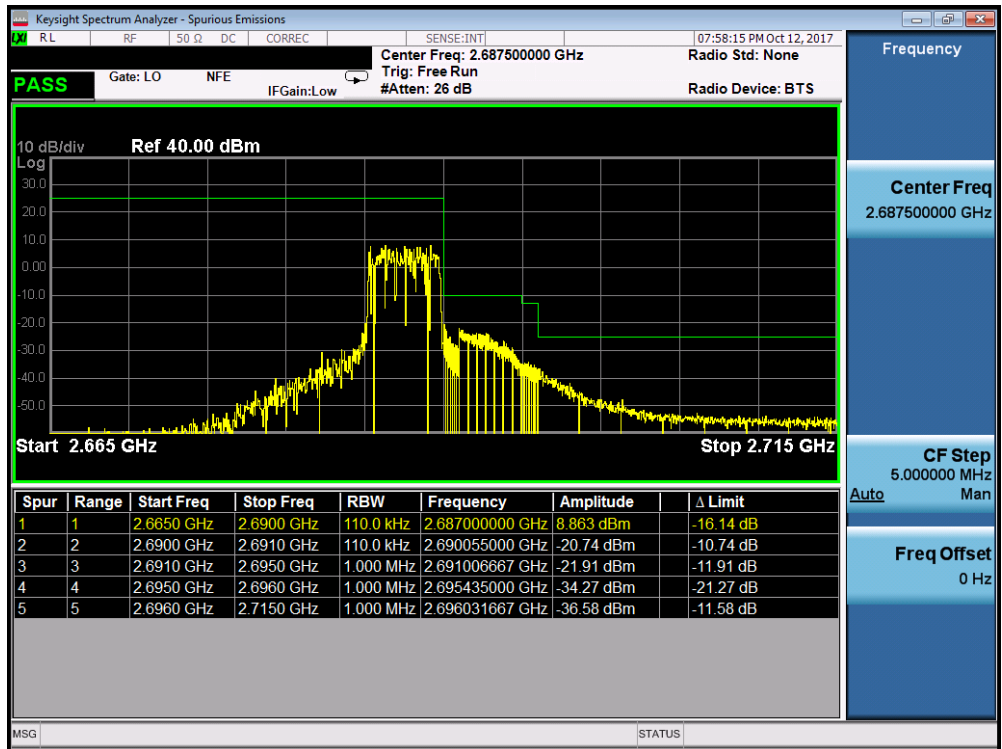 Keysight Spectrum Analyzer - Spurious Emissions
LXI RL RF 50 Ω DC CORREC SENSE:INT 07:58:15 PM Oct 12, 2017
Center Freq: 2.687500000 GHz Radio Std: None
PASS Gate: LO NFE Trig: Free Run
IFGain:Low #Atten: 26 dB Radio Device: BTS
Frequency
10 dB/div Ref 40.00 dBm
Log
30.0
20.0
10.0
0.00
-10.0
-20.0
-30.0
-40.0
-50.0
Start 2.665 GHz Stop 2.715 GHz
Center Freq
2.687500000 GHz
CF Step
5.000000 MHz
Auto Man
Freq Offset
0 Hz
Spur Range Start Freq Stop Freq RBW Frequency Amplitude Δ Limit
1 1 2.6650 GHz 2.6900 GHz 110.0 kHz 2.687000000 GHz 8.863 dBm -16.14 dB
2 2 2.6900 GHz 2.6910 GHz 110.0 kHz 2.690055000 GHz -20.74 dBm -10.74 dB
3 3 2.6910 GHz 2.6950 GHz 1.000 MHz 2.691006667 GHz -21.91 dBm -11.91 dB
4 4 2.6950 GHz 2.6960 GHz 1.000 MHz 2.695435000 GHz -34.27 dBm -21.27 dB
5 5 2.6960 GHz 2.7150 GHz 1.000 MHz 2.696031667 GHz -36.58 dBm -11.58 dB
MSG STATUS